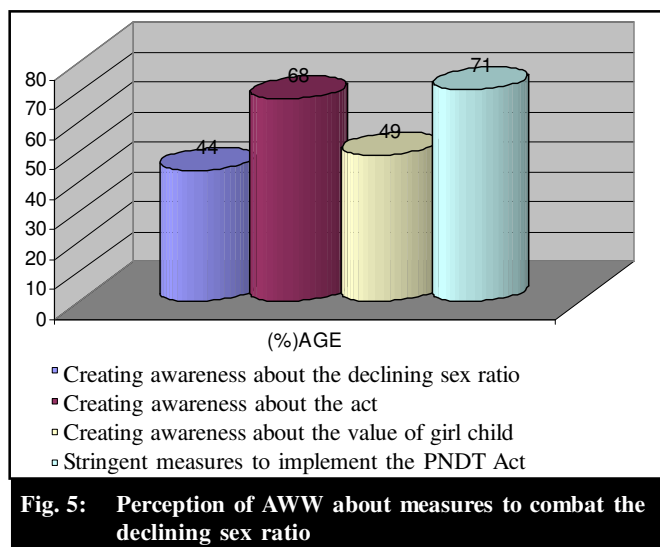 80
70
60
50
40
30
20
10
0
44
68
49
71
(%)AGE
Creating awareness about the declining sex ratio
Creating awareness about the act
Creating awareness about the value of girl child
Stringent measures to implement the PNDT Act
Fig. 5: Perception of AWW about measures to combat the
declining sex ratio